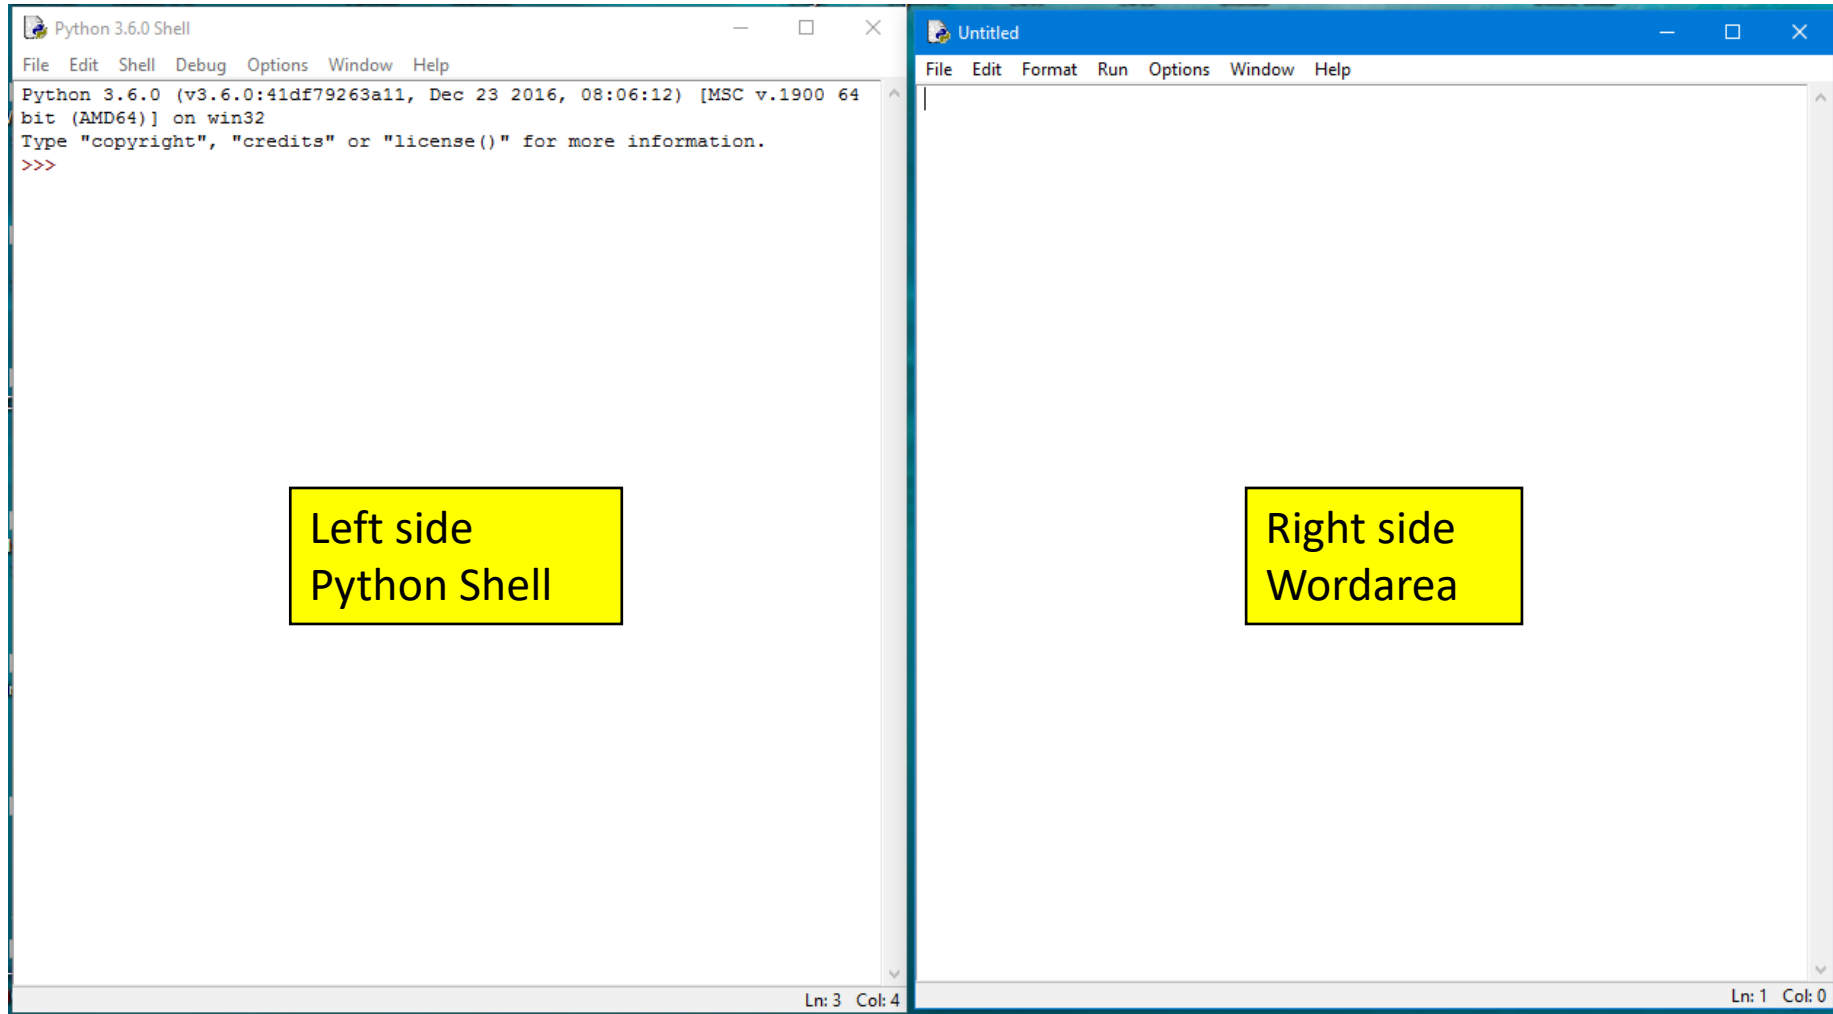 Python 3.6.0 Shell
File Edit Shell Debug Options Window Help
Python 3.6.0 (v3.6.0:41df79263a11, Dec 23 2016, 08:06:12) [MSC v.1900 64
bit (AMD64)] on win32
Type "copyright", "credits" or "license()" for more information.
>>>
Left side
Python Shell
Ln: 3 Col: 4
Untitled
File Edit Format Run Options Window Help
Right side
Wordarea
Ln: 1 Col: 0